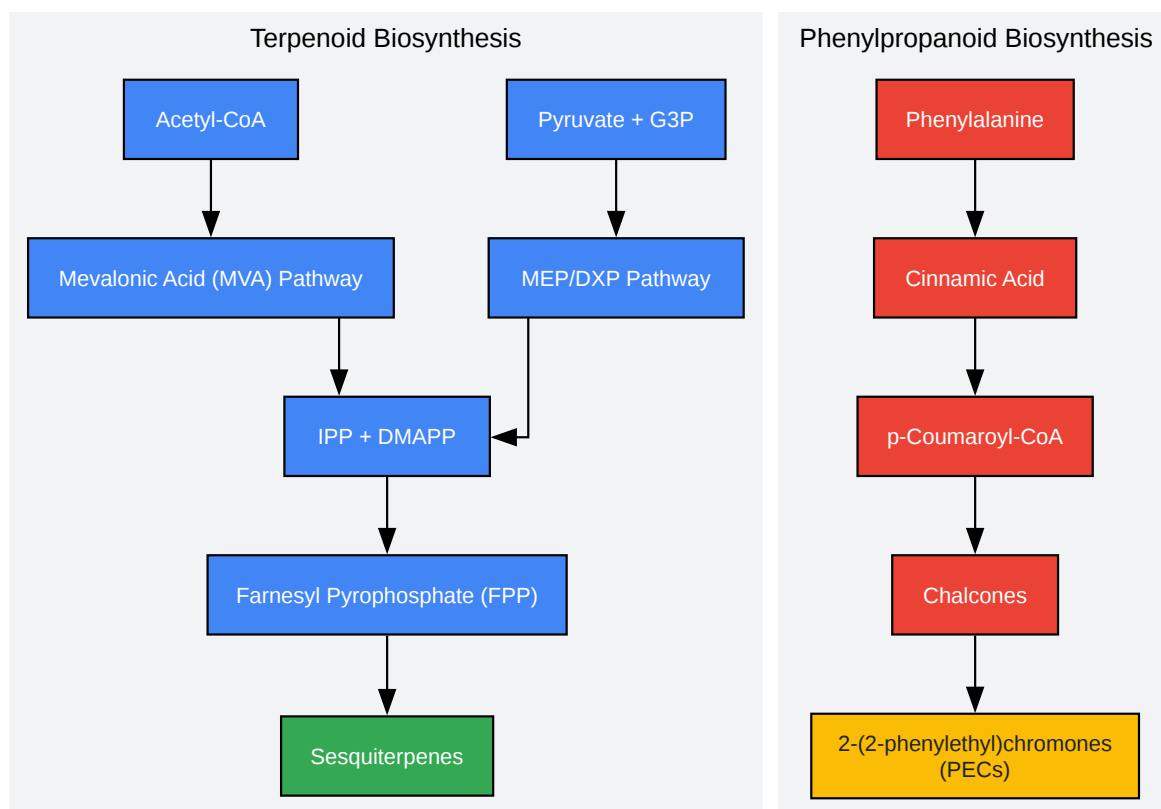 Terpenoid Biosynthesis
Acetyl-CoA
Pyruvate + G3P
Mevalonic Acid (MVA) Pathway
MEP/DXP Pathway
IPP + DMAPP
Farnesyl Pyrophosphate (FPP)
Sesquiterpenes
Phenylpropanoid Biosynthesis
Phenylalanine
Cinnamic Acid
p-Coumaroyl-CoA
Chalcones
2-(2-phenylethyl)chromones
(PECs)